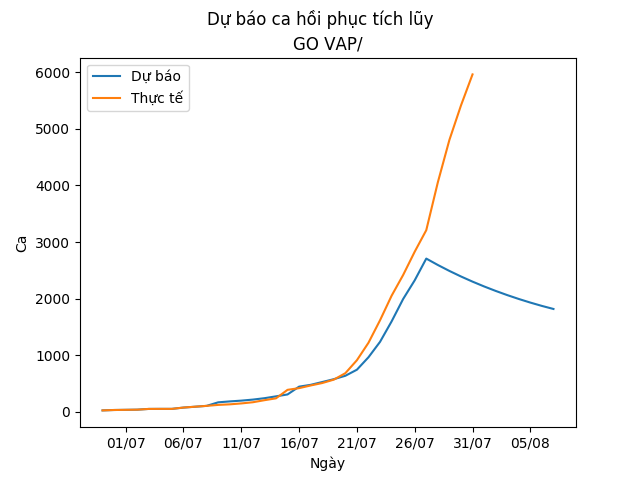 Dự báo ca hồi phục tích lũy
GO VAP/
Dự báo
Thực tế
6000
5000
4000
3000
2000
1000
0
Ca
01/07 06/07 11/07 16/07 21/07 26/07 31/07 05/08
Ngày